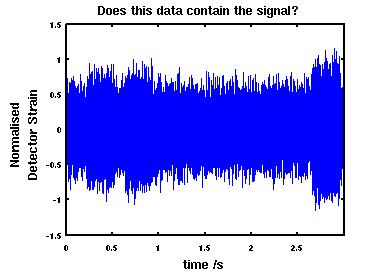 Does this data contain the signal?
1.5
1
0.5
0
-0.5
-1
-1.5
Normalised
Detector Strain
0 0.5 1 1.5 2 2.5
time /s